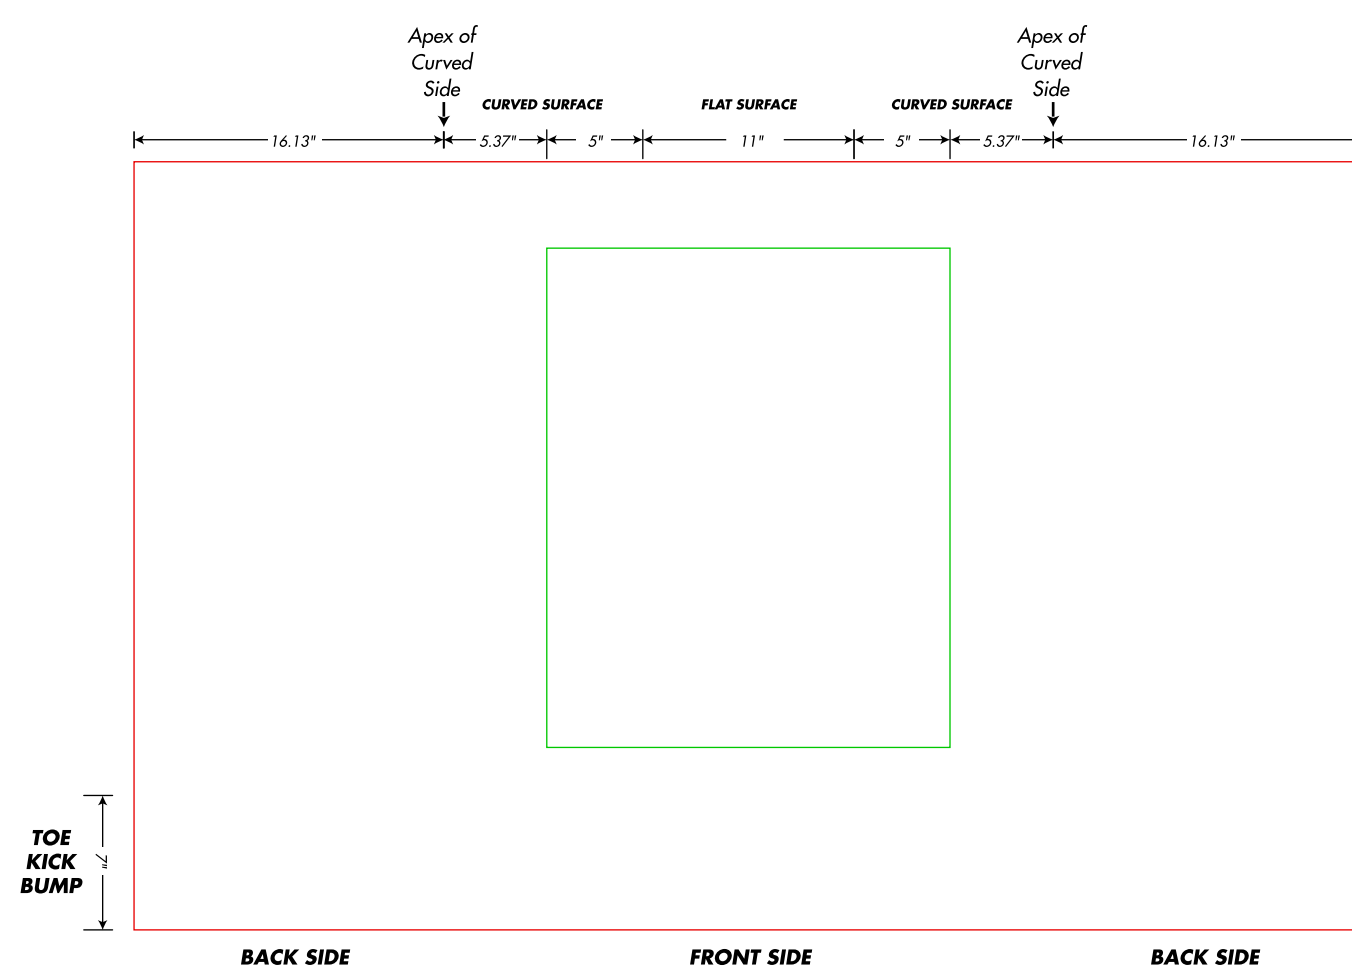 Apex of
Curved
Side
Apex of
Curved
Side
CURVED SURFACE
FLAT SURFACE
CURVED SURFACE
16.13"
5.37"
5"
11"
5"
5.37"
16.13"
TOE
KICK
BUMP
7"
BACK SIDE
FRONT SIDE
BACK SIDE